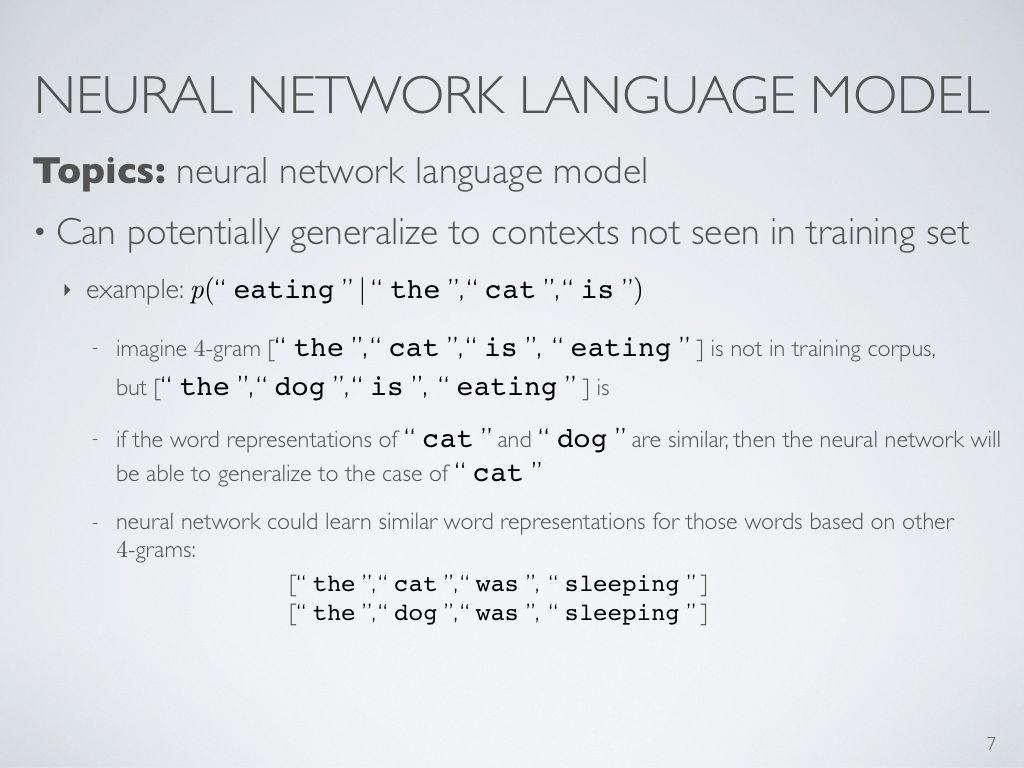 NEURAL NETWORK LANGUAGE MODEL
Topics: neural network language model
• Can potentially generalize to contexts not seen in training set
‣ example: p(“ eating ” | “ the ”,“ cat ”,“ is ”)
- imagine 4-gram [“ the ”,“ cat ”,“ is ”, “ eating ” ] is not in training corpus,
but [“ the ”,“ dog ”,“ is ”, “ eating ” ] is
- if the word representations of “ cat ” and “ dog ” are similar, then the neural network will
be able to generalize to the case of “ cat ”
- neural network could learn similar word representations for those words based on other
4-grams:
[“ the ”,“ cat ”,“ was ”, “ sleeping ” ]
[“ the ”,“ dog ”,“ was ”, “ sleeping ” ]
7